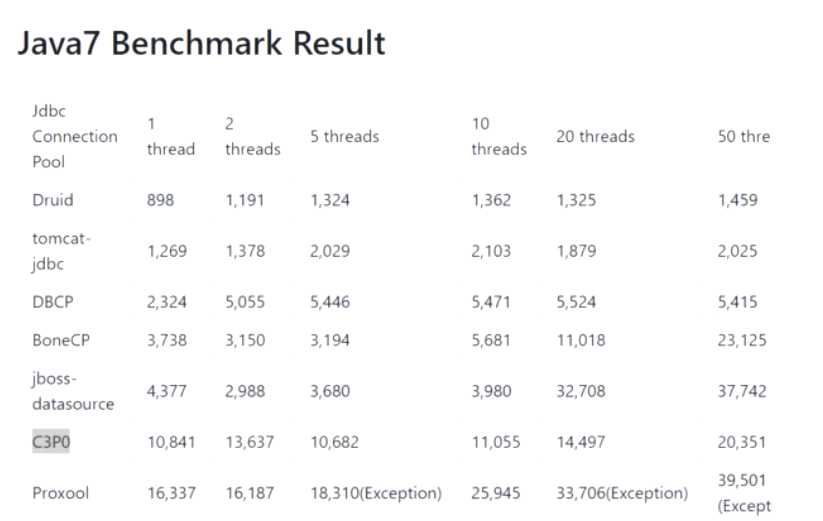 Java7 Benchmark Result
Jdbc Connection Pool 1 thread 2 threads 5 threads 10 threads 20 threads 50 thre
Druid 898 1,191 1,324 1,362 1,325 1,459
tomcat-jdbc 1,269 1,378 2,029 2,103 1,879 2,025
DBCP 2,324 5,055 5,446 5,471 5,524 5,415
BoneCP 3,738 3,150 3,194 5,681 11,018 23,125
jboss-datasource 4,377 2,988 3,680 3,980 32,708 37,742
C3P0 10,841 13,637 10,682 11,055 14,497 20,351
Proxool 16,337 16,187 18,310(Exception) 25,945 33,706(Exception) 39,501 (Except